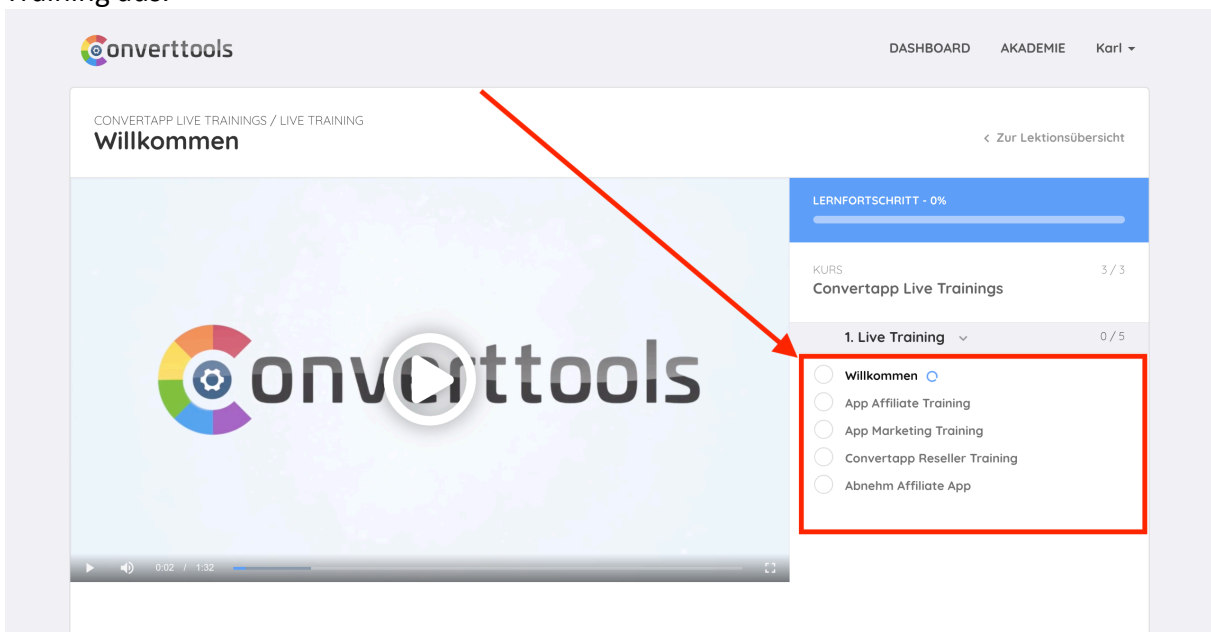 Training aus.
Converttools
DASHBOARD AKADEMIE Karl
CONVERTAPP LIVE TRAININGS / LIVE TRAINING
Willkommen
< Zur Lektionsübersicht
LERNFORTSCHRITT - 0%
KURS 3 / 3
Convertapp Live Trainings
1. Live Training 0 / 5
Willkommen
App Affiliate Training
App Marketing Training
Convertapp Reseller Training
Abnehm Affiliate App
Converttools
0:02 / 1:32